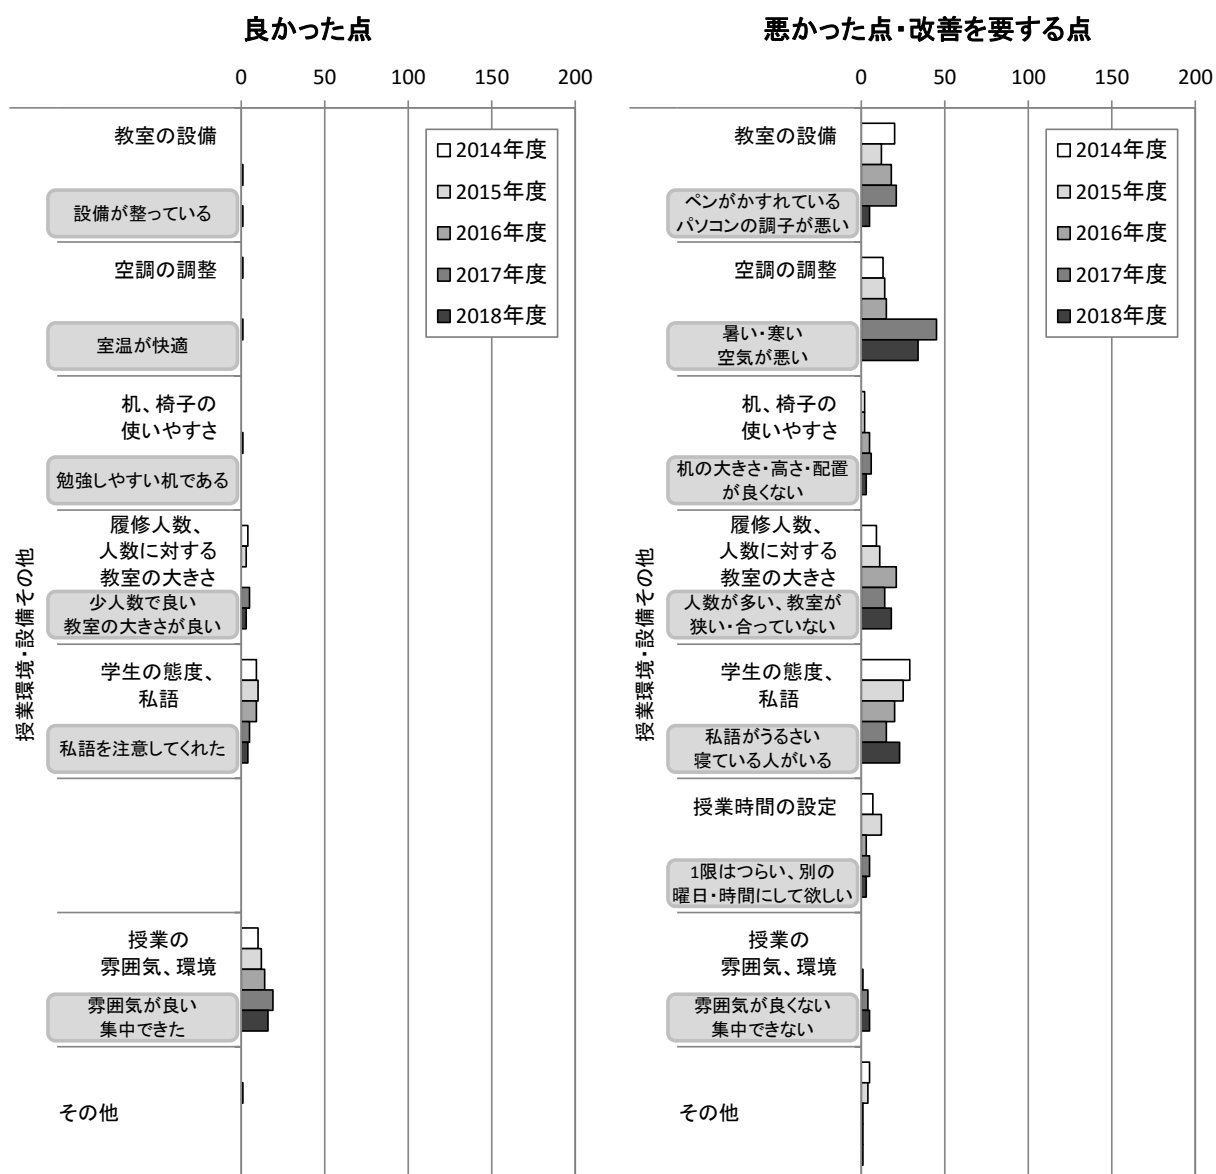 良かった点
0 50 100 150 200
2014年度
2015年度
2016年度
2017年度
2018年度
授業環境・設備その他
教室の設備
設備が整っている
空調の調整
室温が快適
机、椅子の
使いやすさ
勉強しやすい机である
履修人数、
人数に対する
教室の大きさ
少人数で良い
教室の大きさが良い
学生の態度、
私語
私語を注意してくれた
授業の
雰囲気、環境
雰囲気が良い
集中できた
その他
悪かった点・改善を要する点
0 50 100 150 200
2014年度
2015年度
2016年度
2017年度
2018年度
授業環境・設備その他
教室の設備
ペンがかすれている
パソコンの調子が悪い
空調の調整
暑い・寒い
空気が悪い
机、椅子の
使いやすさ
机の大きさ・高さ・配置
が良くない
履修人数、
人数に対する
教室の大きさ
人数が多い、教室が
狭い・合っていない
学生の態度、
私語
私語がうるさい
寝ている人がいる
授業時間の設定
1限はつらい、別の
曜日・時間にして欲しい
授業の
雰囲気、環境
雰囲気が良くない
集中できない
その他